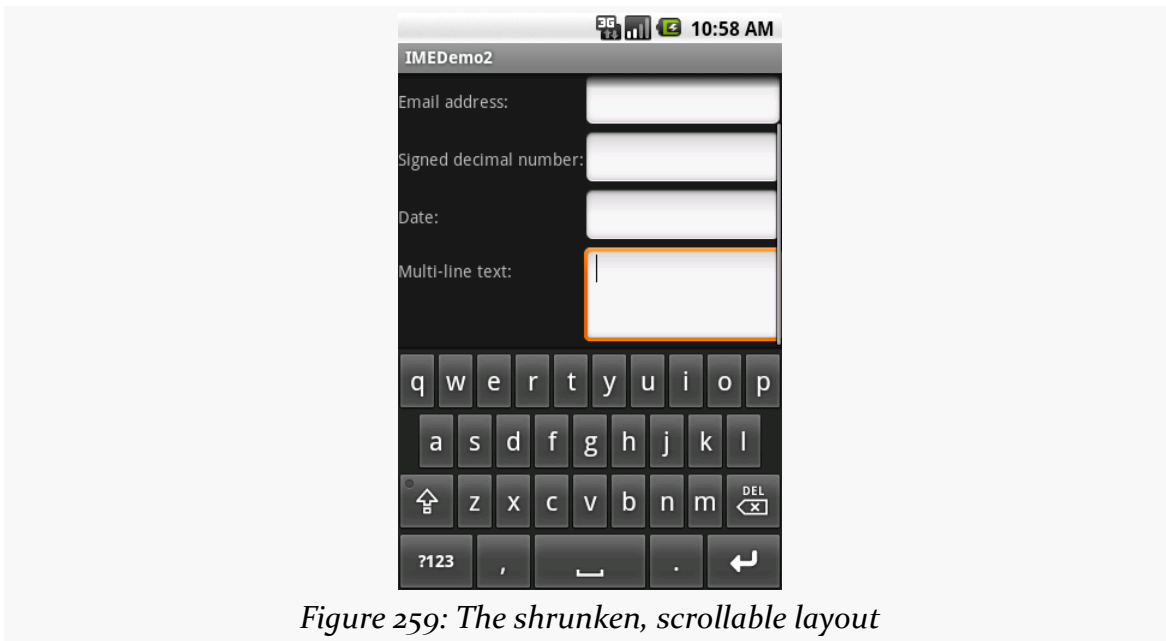 3G 10:58 AM
IMEDemo2
Email address:
Signed decimal number:
Date:
Multi-line text:
q w e r t y u i o p
a s d f g h j k l
z x c v b n m DEL
?123 , .
Figure 259: The shrunken, scrollable layout